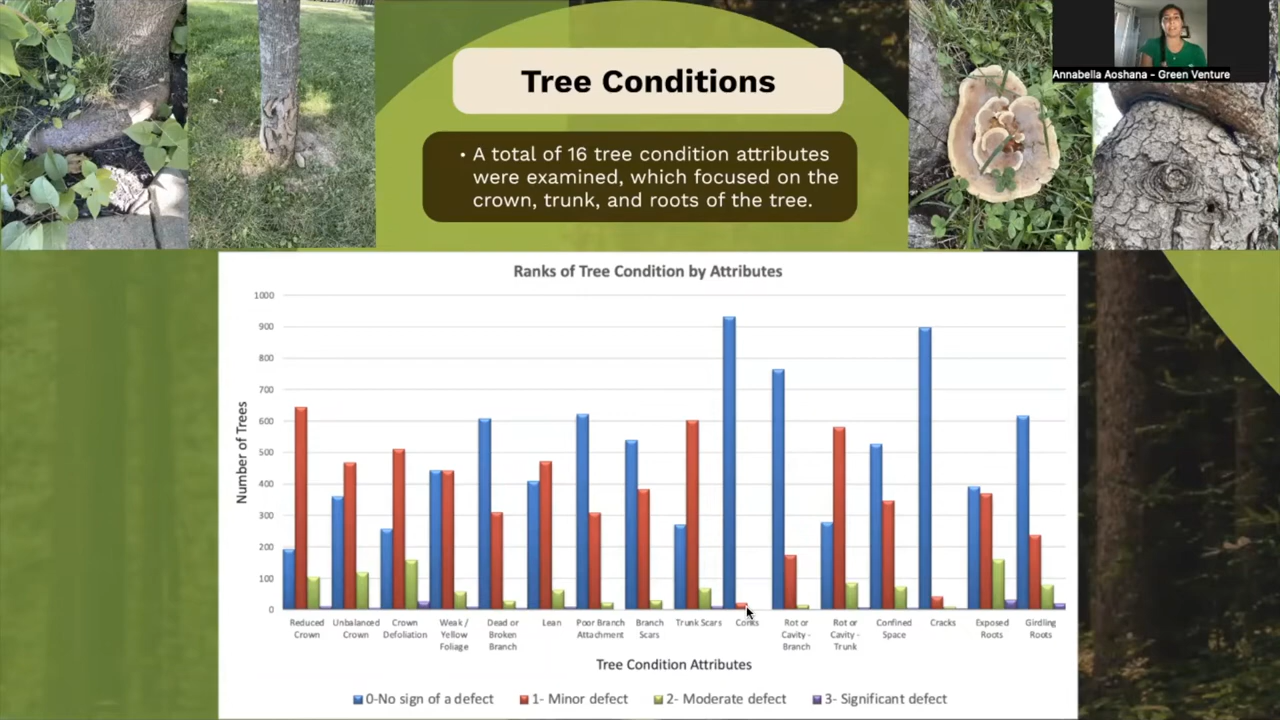 Annabella Aoshana - Green Venture
Tree Conditions
• A total of 16 tree condition attributes
were examined, which focused on the
crown, trunk, and roots of the tree.
Ranks of Tree Condition by Attributes
Number of Trees
1000
900
800
700
600
500
400
300
200
100
0
Reduced
Crown
Unbalanced
Crown
Crown
Defoliation
Weak /
Yellow
Foliage
Dead or
Broken
Branch
Lean
Poor Branch
Attachment
Branch
Scars
Trunk Scars
Conks
Rot or
Cavity -
Branch
Rot or
Cavity -
Trunk
Confined
Space
Cracks
Exposed
Roots
Girdling
Roots
Tree Condition Attributes
0-No sign of a defect
1- Minor defect
2- Moderate defect
3- Significant defect